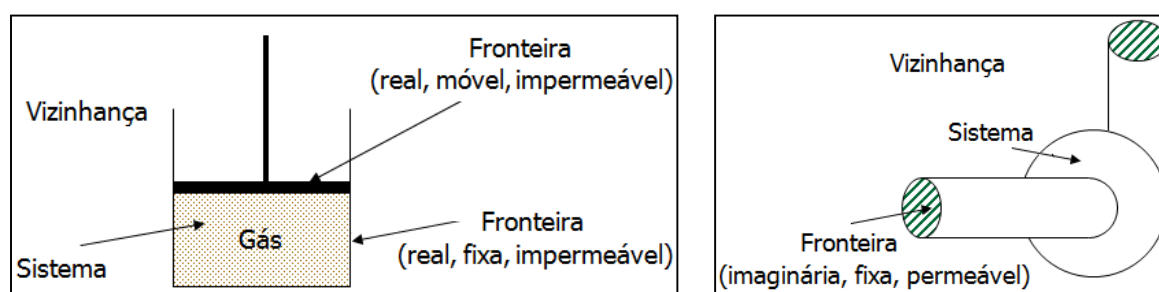 Fronteira
(real, móvel, impermeável)
Vizinhança
Gás
Fronteira
(real, fixa, impermeável)
Sistema
Vizinhança
Sistema
Fronteira
(imaginária, fixa, permeável)